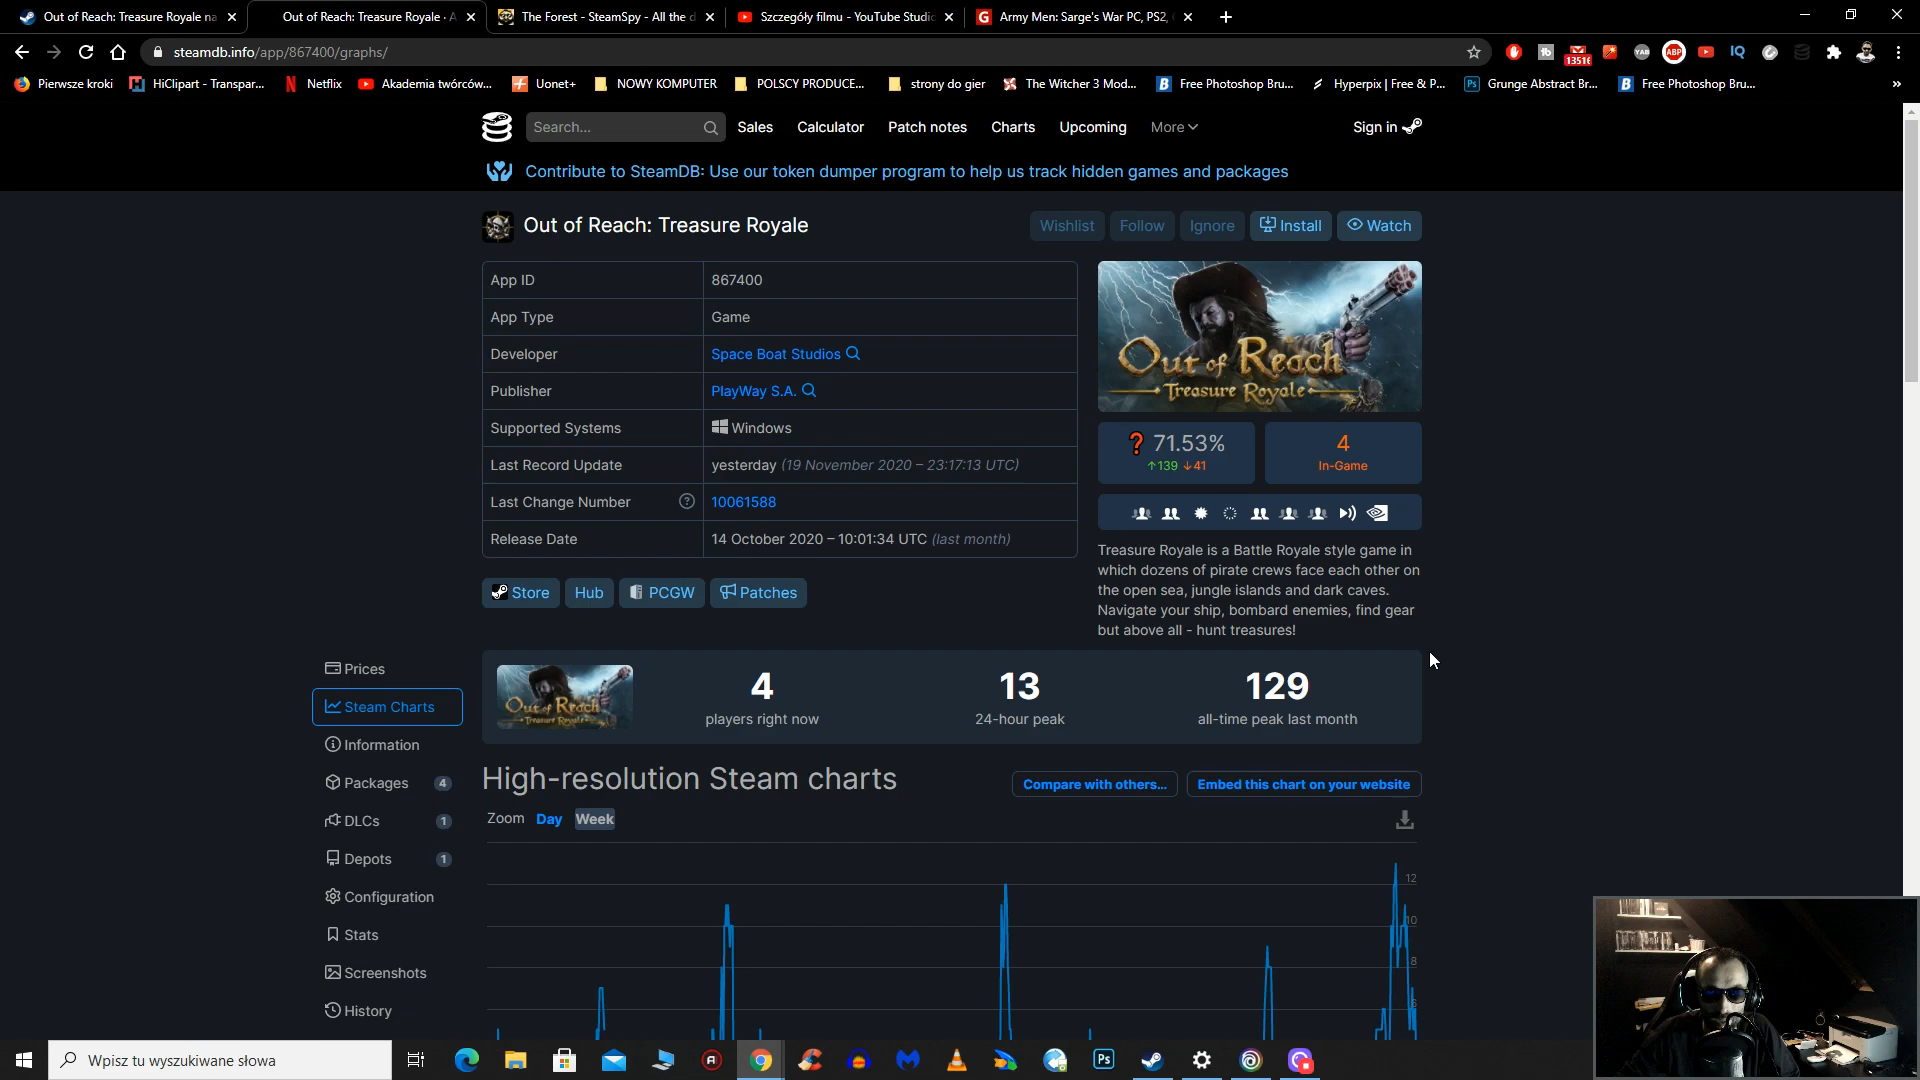 Out of Reach: Treasure Royale na
Out of Reach: Treasure Royale · A
The Forest - SteamSpy - All the d
Szczegóły filmu - YouTube Studio
Army Men: Sarge's War PC, PS2,
steamdb.info/app/867400/graphs/
Pierwsze kroki
HiClipart - Transpar...
Netflix
Akademia twórców...
Uonet+
NOWY KOMPUTER
POLSCY PRODUCE...
strony do gier
The Witcher 3 Mod...
Free Photoshop Bru...
Hyperpix | Free & P...
Grunge Abstract Br...
Free Photoshop Bru...
Search...
Sales
Calculator
Patch notes
Charts
Upcoming
More
Sign in
Contribute to SteamDB: Use our token dumper program to help us track hidden games and packages
Out of Reach: Treasure Royale
Wishlist
Follow
Ignore
Install
Watch
App ID 867400
App Type Game
Developer Space Boat Studios
Publisher PlayWay S.A.
Supported Systems Windows
Last Record Update yesterday (19 November 2020 – 23:17:13 UTC)
Last Change Number 10061588
Release Date 14 October 2020 – 10:01:34 UTC (last month)
Store
Hub
PCGW
Patches
Out of Reach
Treasure Royale
? 71.53%
↑139 ↓41
4
In-Game
Treasure Royale is a Battle Royale style game in
which dozens of pirate crews face each other on
the open sea, jungle islands and dark caves.
Navigate your ship, bombard enemies, find gear
but above all - hunt treasures!
Prices
Steam Charts
Information
Packages 4
DLCs 1
Depots 1
Configuration
Stats
Screenshots
History
Out of Reach
Treasure Royale
4
players right now
13
24-hour peak
129
all-time peak last month
High-resolution Steam charts
Compare with others...
Embed this chart on your website
Zoom Day Week
12
10
8
6
Wpisz tu wyszukiwane słowa